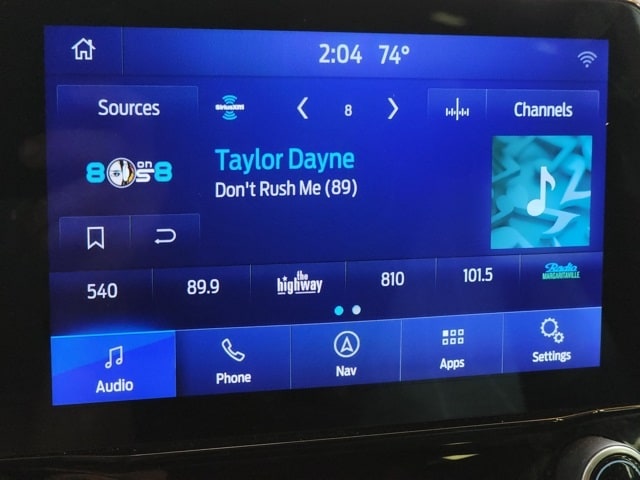 2:04 74°
Sources
SiriusXM
8
Channels
80s on 8
Taylor Dayne
Don't Rush Me (89)
540
89.9
the highway
810
101.5
Radio MARGARITAVILLE
Audio
Phone
Nav
Apps
Settings